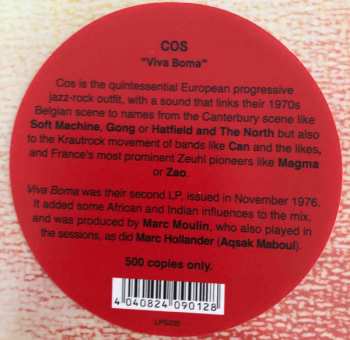 COS
"Viva Boma"
Cos is the quintessential European progressive
jazz-rock outfit, with a sound that links their 1970s
Belgian scene to names from the Canterbury scene like
Soft Machine, Gong or Hatfield and The North but also
to the Krautrock movement of bands like Can and the likes,
and France's most prominent Zeuhl pioneers like Magma
or Zao.
Viva Boma was their second LP, issued in November 1976.
It added some African and Indian influences to the mix,
and was produced by Marc Moulin, who also played in
the sessions, as did Marc Hollander (Aqsak Maboul).
500 copies only.
4 040824 090128